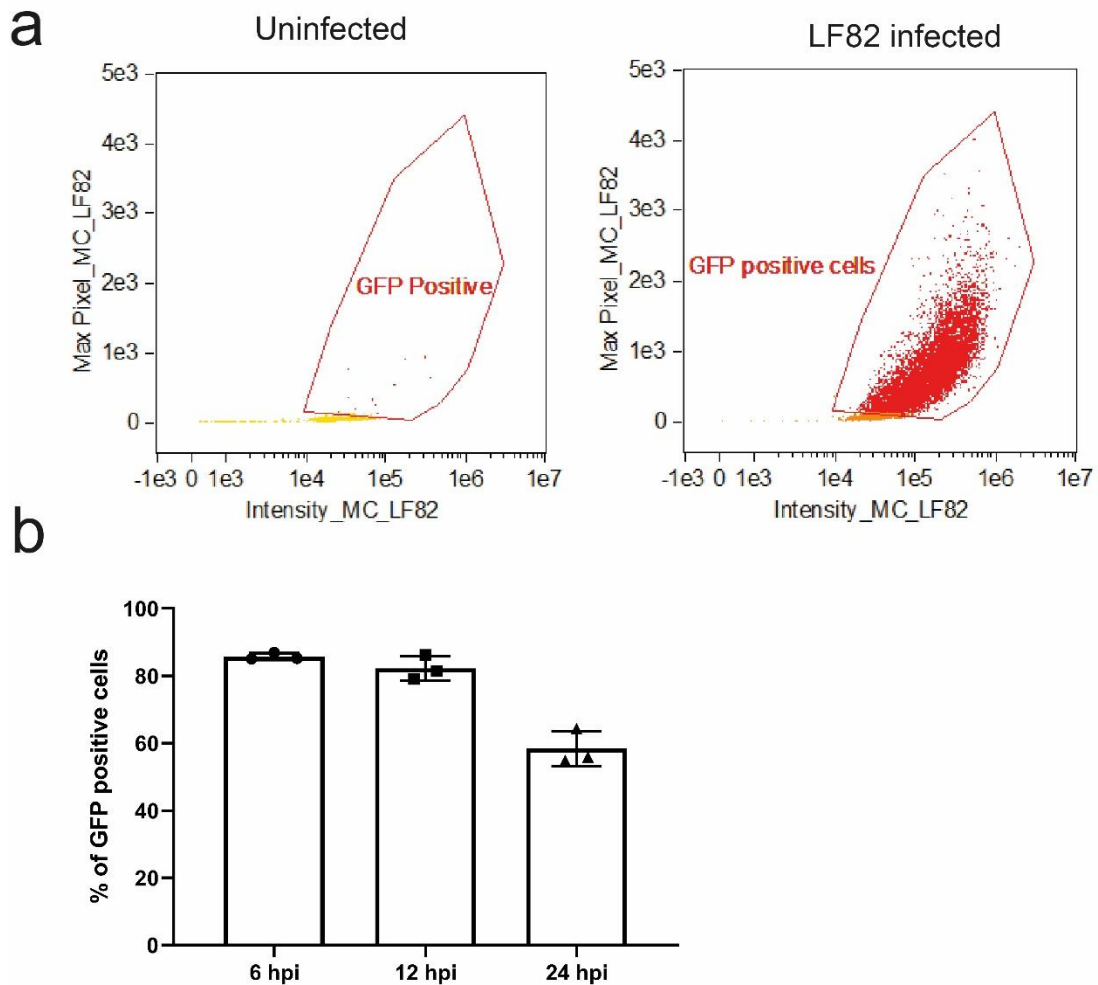 a
Uninfected
LF82 infected
5e3
4e3
3e3
2e3
1e3
0
Max Pixel_MC_LF82
GFP Positive
-1e3 0 1e3 1e4 1e5 1e6 1e7
Intensity_MC_LF82
5e3
4e3
3e3
2e3
1e3
0
Max Pixel_MC_LF82
GFP positive cells
-1e3 0 1e3 1e4 1e5 1e6 1e7
Intensity_MC_LF82
b
100
80
60
40
20
0
% of GFP positive cells
6 hpi 12 hpi 24 hpi